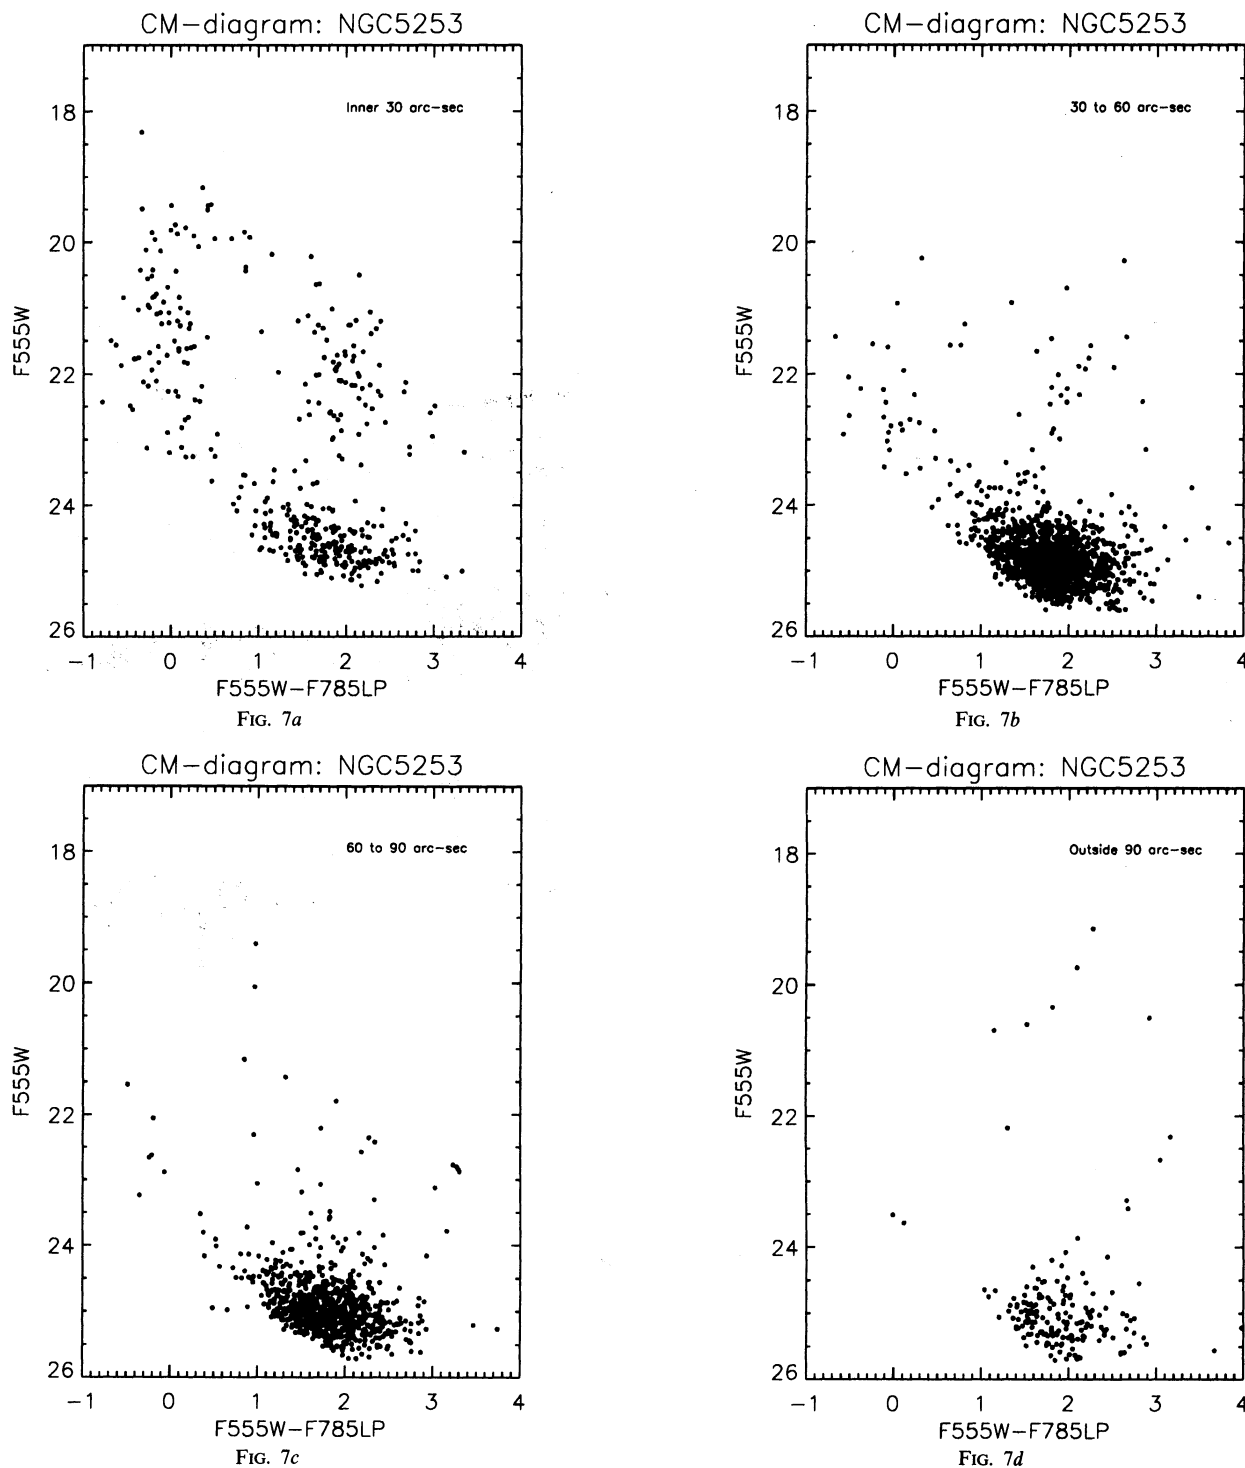 CM-diagram: NGC5253
Inner 30 arc-sec
18
20
22
24
26
F555W
-1 0 1 2 3 4
F555W-F785LP
FIG. 7a
CM-diagram: NGC5253
30 to 60 arc-sec
18
20
22
24
26
F555W
-1 0 1 2 3 4
F555W-F785LP
FIG. 7b
CM-diagram: NGC5253
60 to 90 arc-sec
18
20
22
24
26
F555W
-1 0 1 2 3 4
F555W-F785LP
FIG. 7c
CM-diagram: NGC5253
Outside 90 arc-sec
18
20
22
24
26
F555W
-1 0 1 2 3 4
F555W-F785LP
FIG. 7d